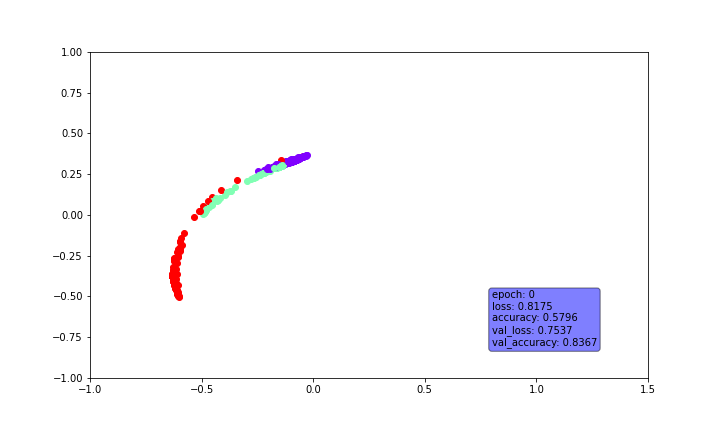 1.00
0.75
0.50
0.25
0.00
−0.25
−0.50
−0.75
−1.00
epoch: 0
loss: 0.8175
accuracy: 0.5796
val_loss: 0.7537
val_accuracy: 0.8367
−1.0 −0.5 0.0 0.5 1.0 1.5